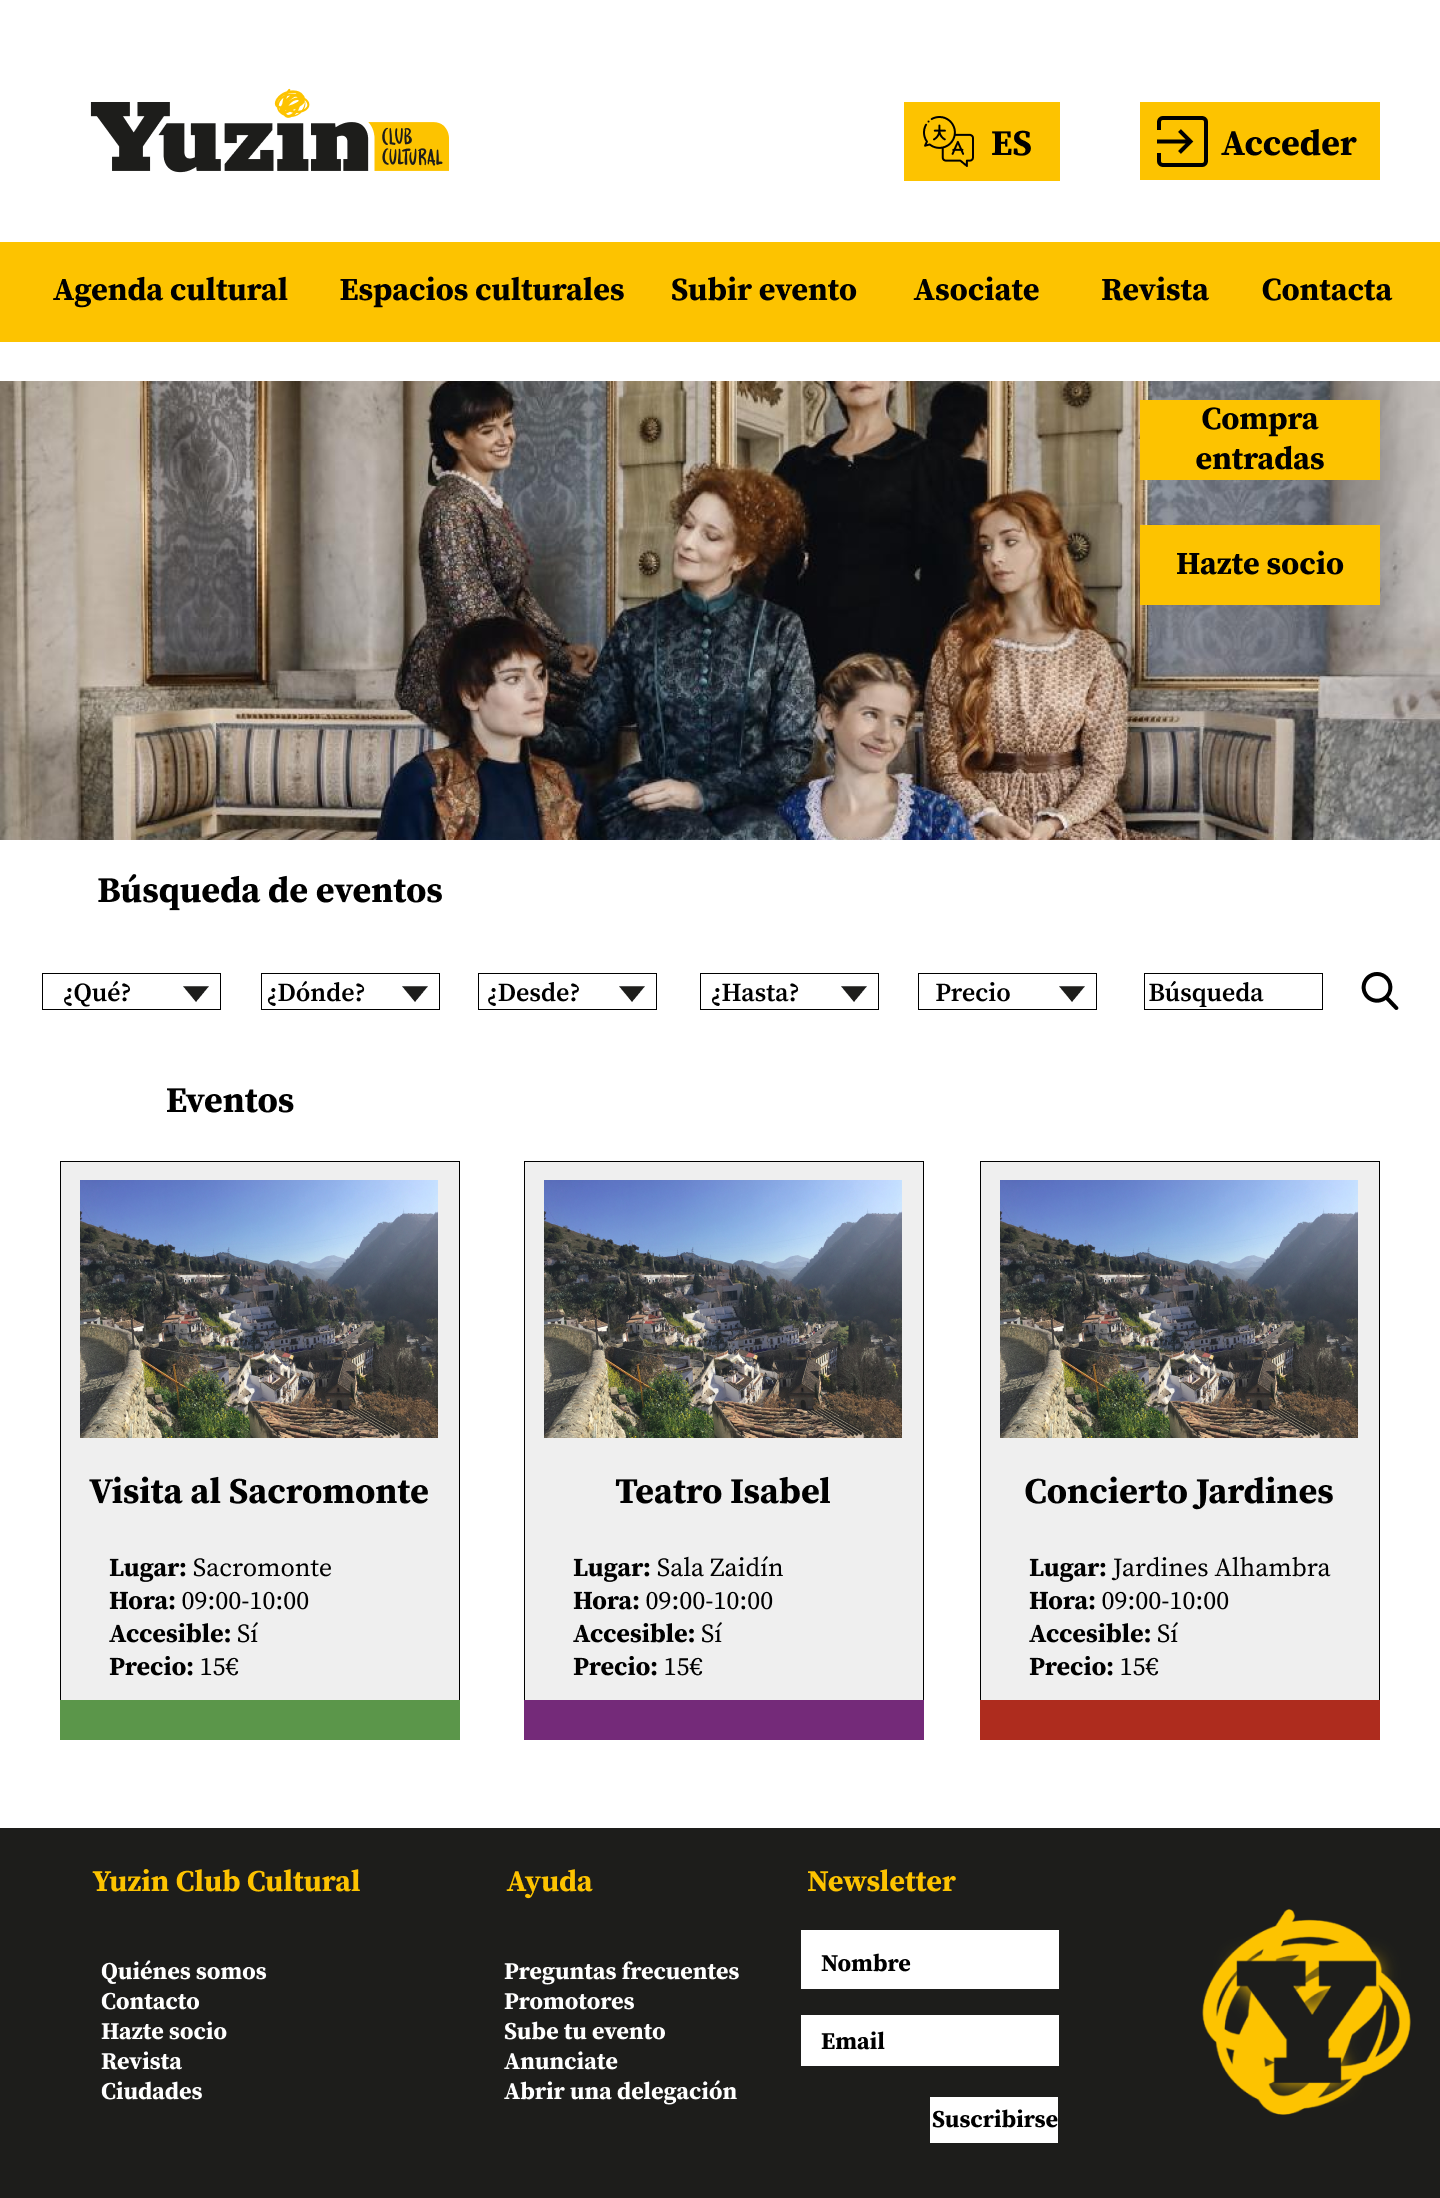 Yuzin
CLUB
CULTURAL
文A ES
Acceder
Agenda cultural
Espacios culturales
Subir evento
Asociate
Revista
Contacta
Compra
entradas
Hazte socio
Búsqueda de eventos
¿Qué?
¿Dónde?
¿Desde?
¿Hasta?
Precio
Búsqueda
Eventos
Visita al Sacromonte
Lugar: Sacromonte
Hora: 09:00-10:00
Accesible: Sí
Precio: 15€
Teatro Isabel
Lugar: Sala Zaidín
Hora: 09:00-10:00
Accesible: Sí
Precio: 15€
Concierto Jardines
Lugar: Jardines Alhambra
Hora: 09:00-10:00
Accesible: Sí
Precio: 15€
Yuzin Club Cultural
Quiénes somos
Contacto
Hazte socio
Revista
Ciudades
Ayuda
Preguntas frecuentes
Promotores
Sube tu evento
Anunciate
Abrir una delegación
Newsletter
Nombre
Email
Suscribirse
Y